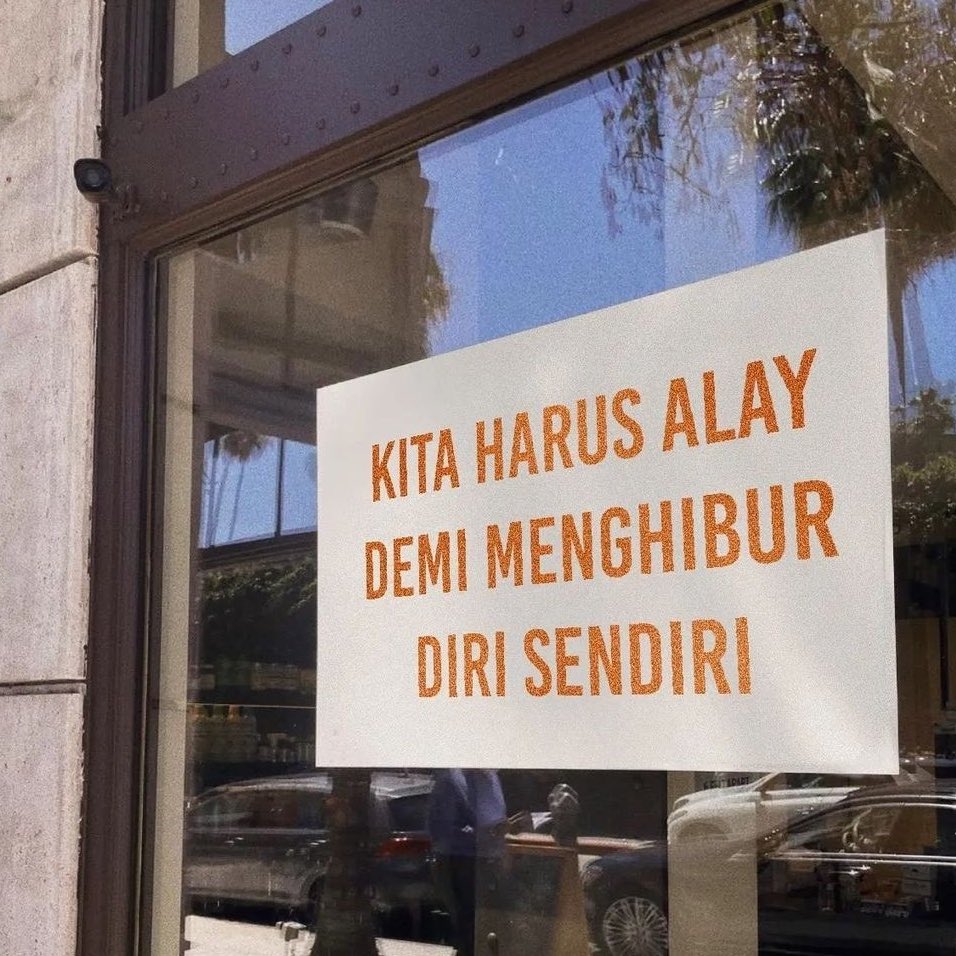 KITA HARUS ALAY
DEMI MENGHIBUR
DIRI SENDIRI